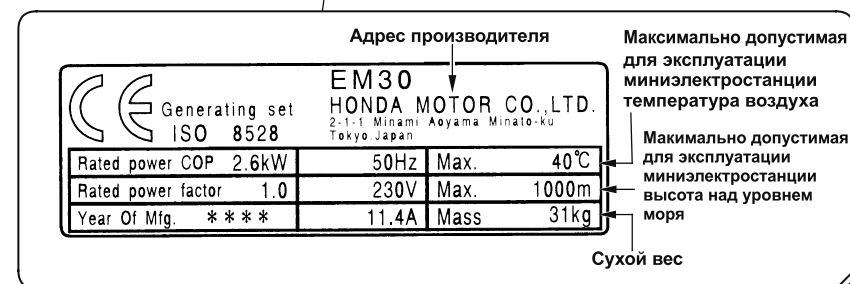 Адрес производителя
Максимально допустимая
для эксплуатации
миниэлектростанции
температура воздуха
CE
Generating set
ISO 8528
EM30
HONDA MOTOR CO.,LTD.
2-1-1 Minami Aoyama Minato-ku
Tokyo.Japan
Rated power COP 2.6kW 50Hz Max. 40℃
Rated power factor 1.0 230V Max. 1000m
Year Of Mfg. **** 11.4A Mass 31kg
Макимально допустимая
для эксплуатации
миниэлектростанции
высота над уровнем
моря
Сухой вес